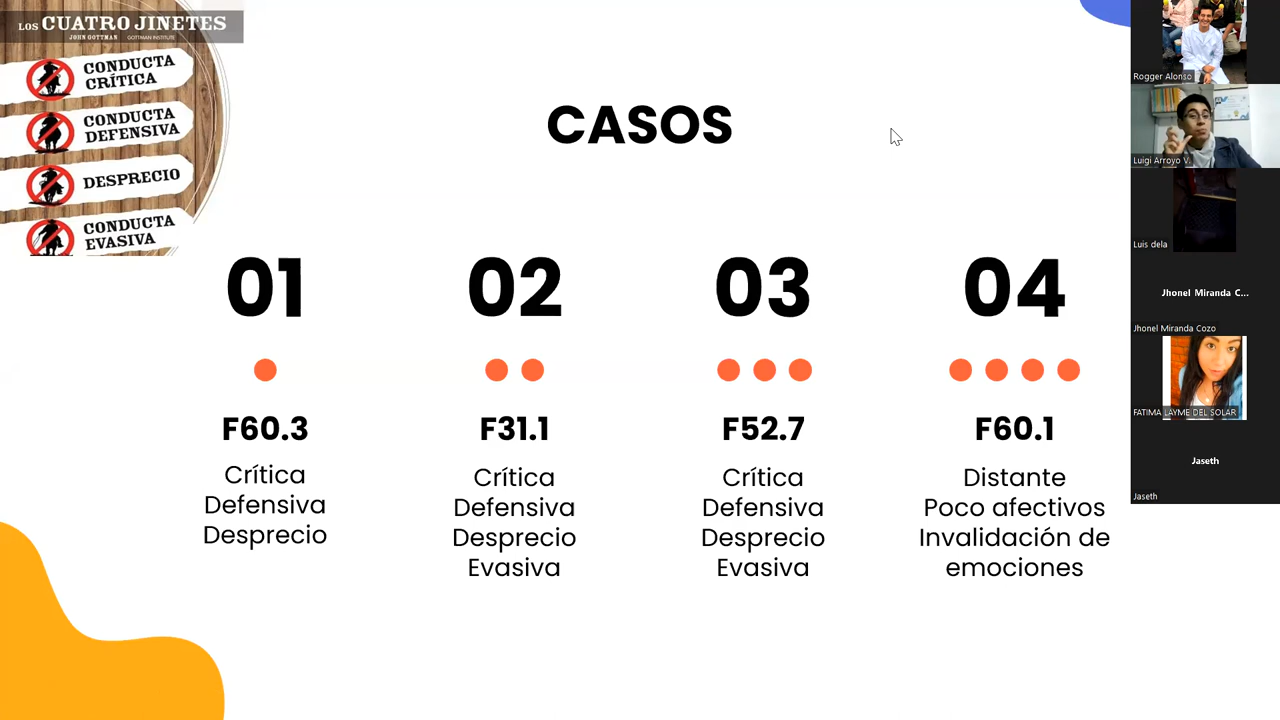 LOS CUATRO JINETES
JOHN GOTTMAN GOTTMAN INSTITUTE
CONDUCTA
CRÍTICA
CONDUCTA
DEFENSIVA
DESPRECIO
CONDUCTA
EVASIVA
CASOS
01
F60.3
Crítica
Defensiva
Desprecio
02
F31.1
Crítica
Defensiva
Desprecio
Evasiva
03
F52.7
Crítica
Defensiva
Desprecio
Evasiva
04
F60.1
Distante
Poco afectivos
Invalidación de
emociones
Rogger Alonso
Luigi Arroyo V.
Luis dela
Jhonel Miranda C...
Jhonel Miranda Cozo
FATIMA LAYME DEL SOLAR
Jaseth
Jaseth